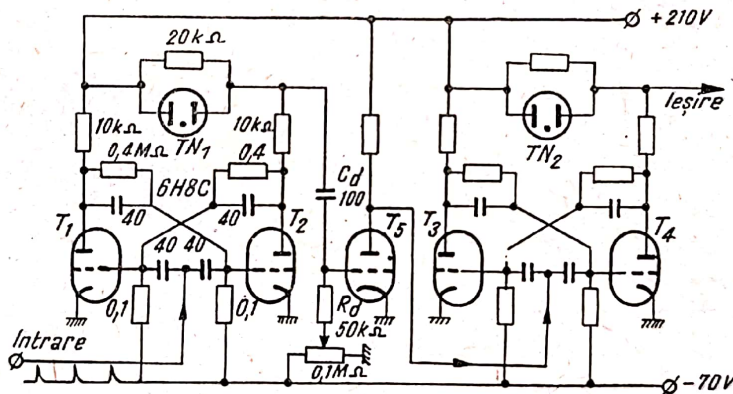 +210V
20kΩ
Ieșire
TN₁
TN₂
10kΩ
10kΩ
0,4MΩ
0,4
6H8C
Cd
100
40
40
T₁
T₂
T₅
T₃
T₄
40
40
0,1
0,1
Rd
50kΩ
Intrare
0,1MΩ
-70V